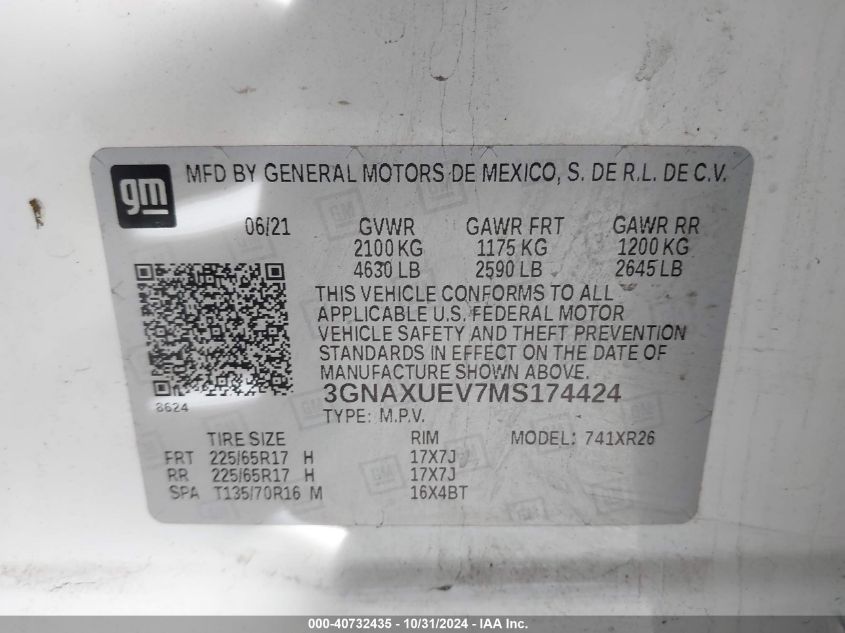 gm MFD BY GENERAL MOTORS DE MEXICO, S. DE R.L. DE C.V.
06/21 GVWR GAWR FRT GAWR RR
2100 KG 1175 KG 1200 KG
4630 LB 2590 LB 2645 LB
THIS VEHICLE CONFORMS TO ALL
APPLICABLE U.S. FEDERAL MOTOR
VEHICLE SAFETY AND THEFT PREVENTION
STANDARDS IN EFFECT ON THE DATE OF
MANUFACTURE SHOWN ABOVE.
3GNAXUEV7MS174424
8624
TYPE: M.P.V.
TIRE SIZE RIM MODEL: 741XR26
FRT 225/65R17 H 17X7J
RR 225/65R17 H 17X7J
SPA T135/70R16 M 16X4BT
000-40732435 - 10/31/2024 - IAA Inc.